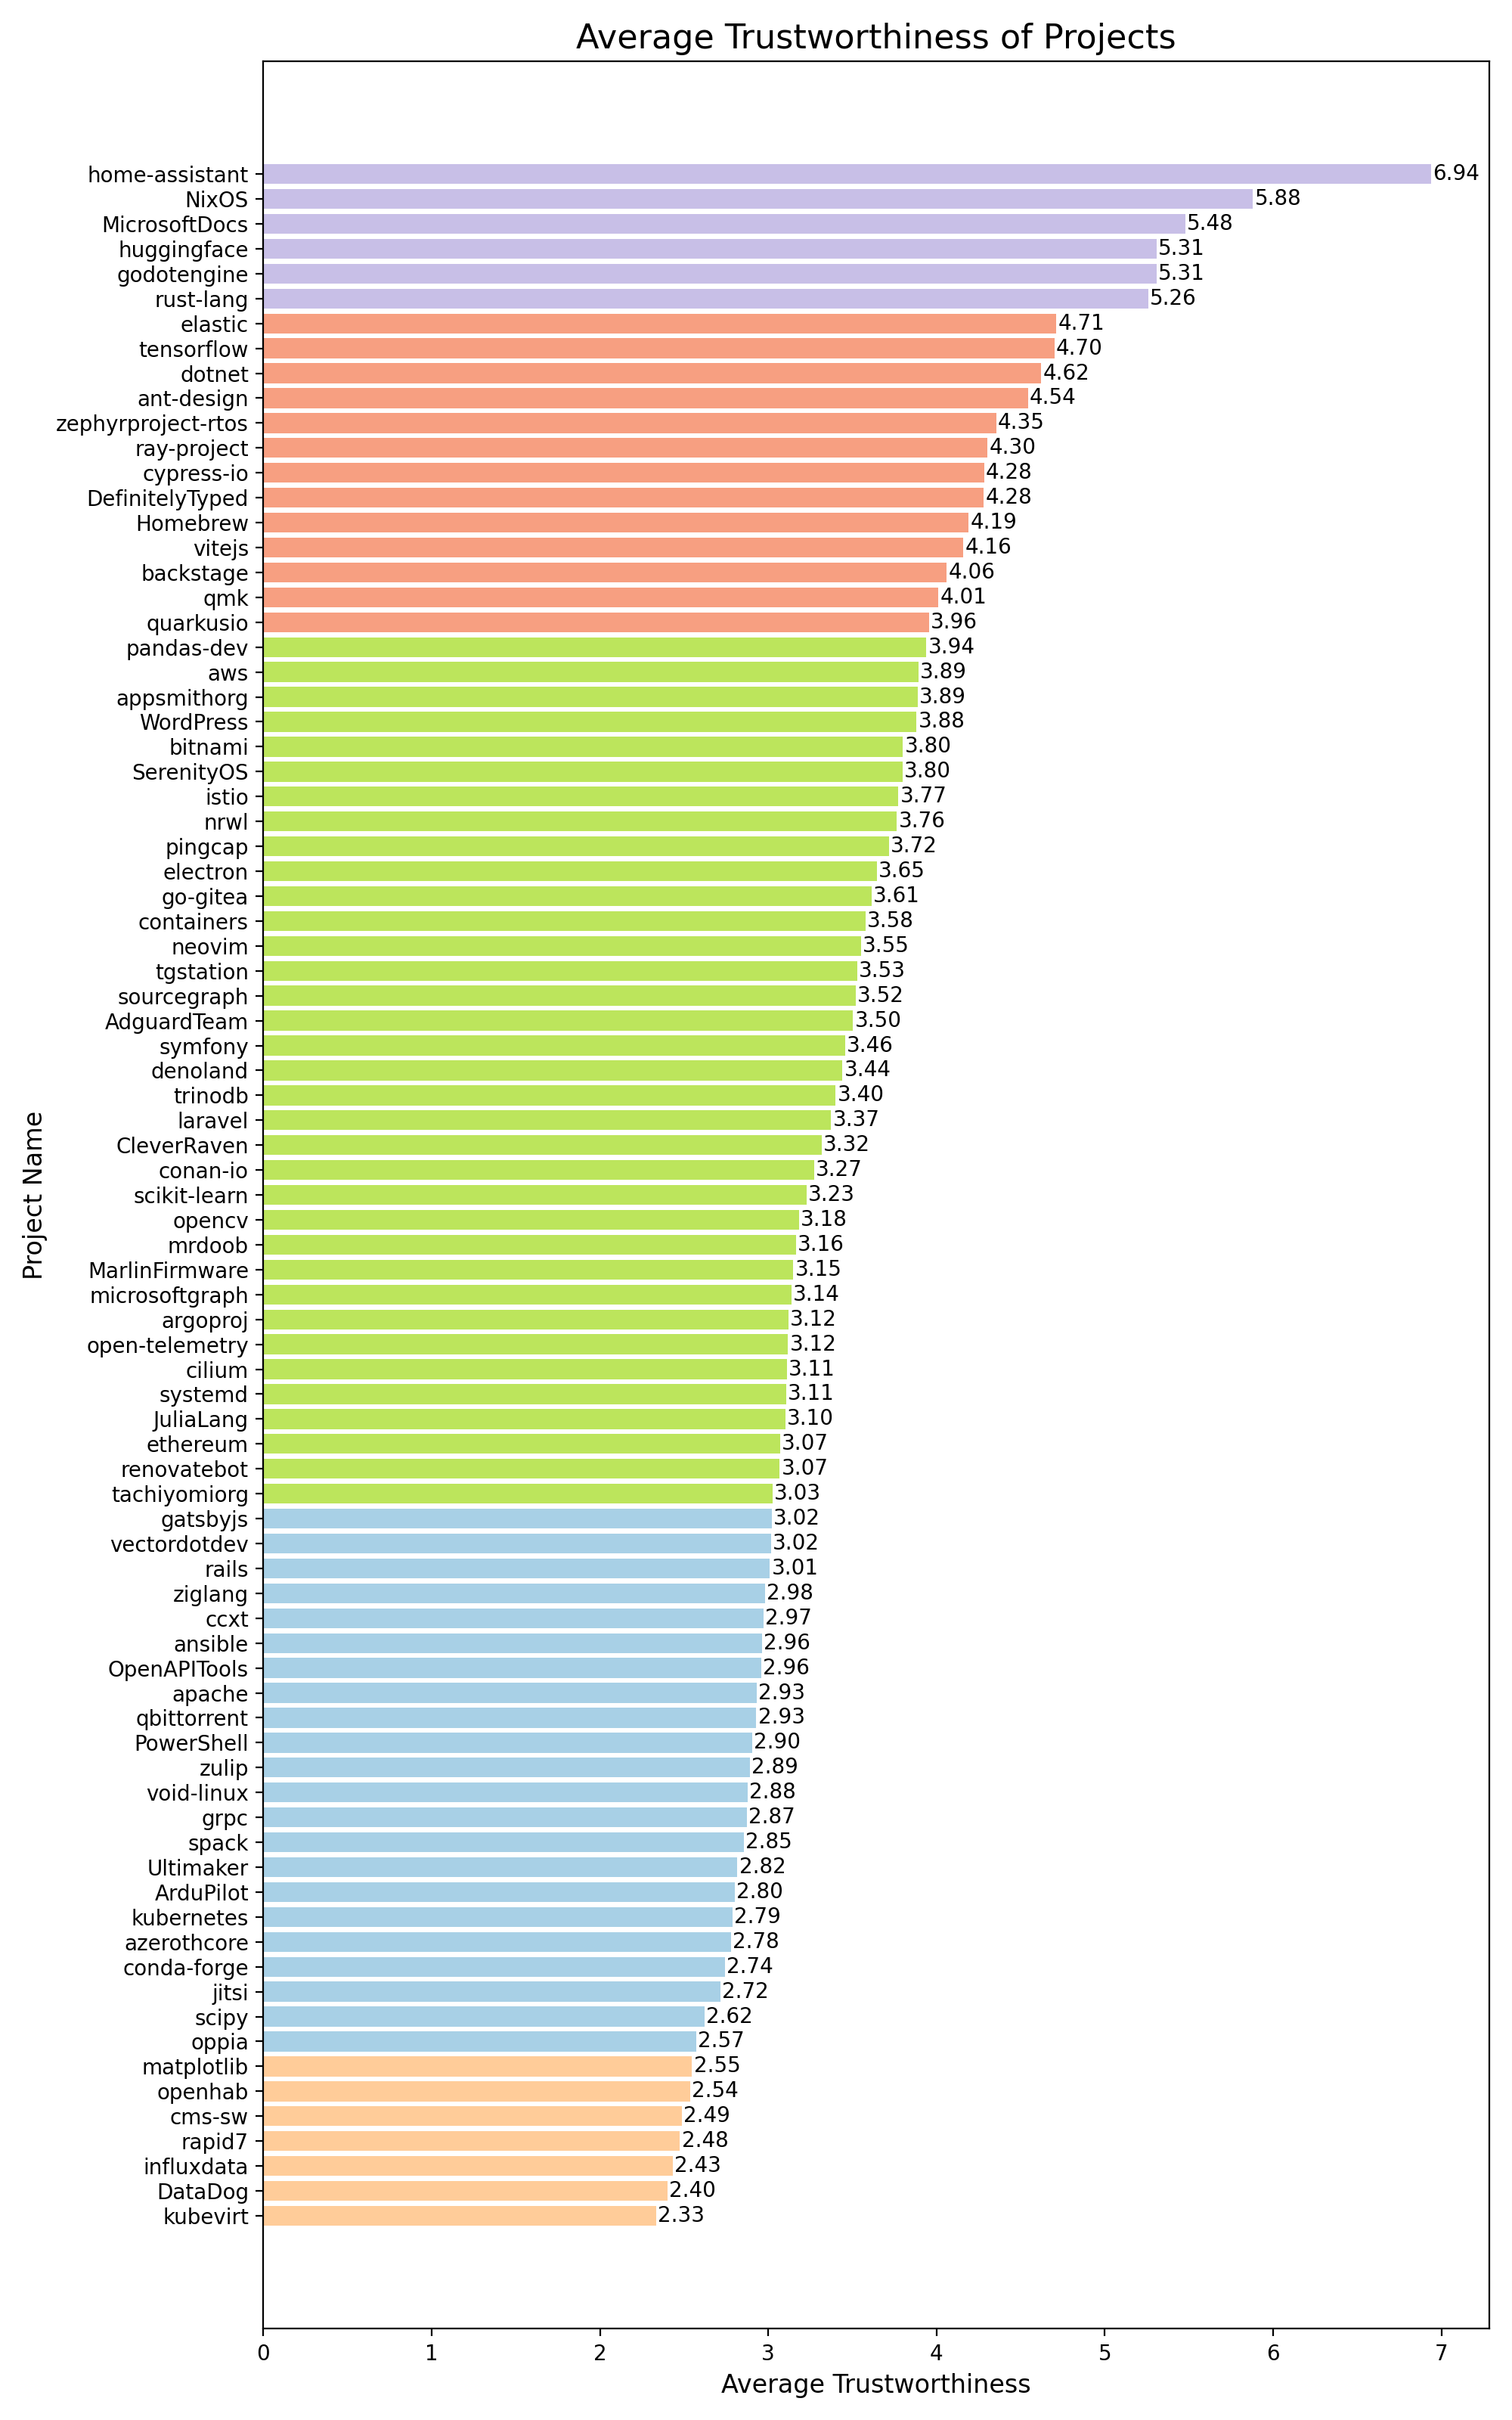 Average Trustworthiness of Projects
home-assistant 6.94
NixOS 5.88
MicrosoftDocs 5.48
huggingface 5.31
godotengine 5.31
rust-lang 5.26
elastic 4.71
tensorflow 4.70
dotnet 4.62
ant-design 4.54
zephyrproject-rtos 4.35
ray-project 4.30
cypress-io 4.28
DefinitelyTyped 4.28
Homebrew 4.19
vitejs 4.16
backstage 4.06
qmk 4.01
quarkusio 3.96
pandas-dev 3.94
aws 3.89
appsmithorg 3.89
WordPress 3.88
bitnami 3.80
SerenityOS 3.80
istio 3.77
nrwl 3.76
pingcap 3.72
electron 3.65
go-gitea 3.61
containers 3.58
neovim 3.55
tgstation 3.53
sourcegraph 3.52
AdguardTeam 3.50
symfony 3.46
denoland 3.44
trinodb 3.40
laravel 3.37
CleverRaven 3.32
conan-io 3.27
scikit-learn 3.23
opencv 3.18
mrdoob 3.16
MarlinFirmware 3.15
microsoftgraph 3.14
argoproj 3.12
open-telemetry 3.12
cilium 3.11
systemd 3.11
JuliaLang 3.10
ethereum 3.07
renovatebot 3.07
tachiyomiorg 3.03
gatsbyjs 3.02
vectordotdev 3.02
rails 3.01
ziglang 2.98
ccxt 2.97
ansible 2.96
OpenAPITools 2.96
apache 2.93
qbittorrent 2.93
PowerShell 2.90
zulip 2.89
void-linux 2.88
grpc 2.87
spack 2.85
Ultimaker 2.82
ArduPilot 2.80
kubernetes 2.79
azerothcore 2.78
conda-forge 2.74
jitsi 2.72
scipy 2.62
oppia 2.57
matplotlib 2.55
openhab 2.54
cms-sw 2.49
rapid7 2.48
influxdata 2.43
DataDog 2.40
kubevirt 2.33
Project Name
0 1 2 3 4 5 6 7
Average Trustworthiness